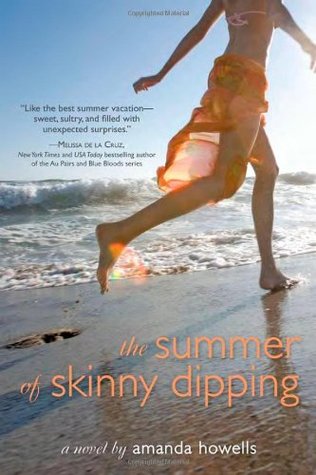 "Like the best summer vacation—
sweet, sultry, and filled with
unexpected surprises."
—Melissa de la Cruz,
New York Times and USA Today bestselling author
of the Au Pairs and Blue Bloods series
the summer
of skinny dipping
a novel by amanda howells